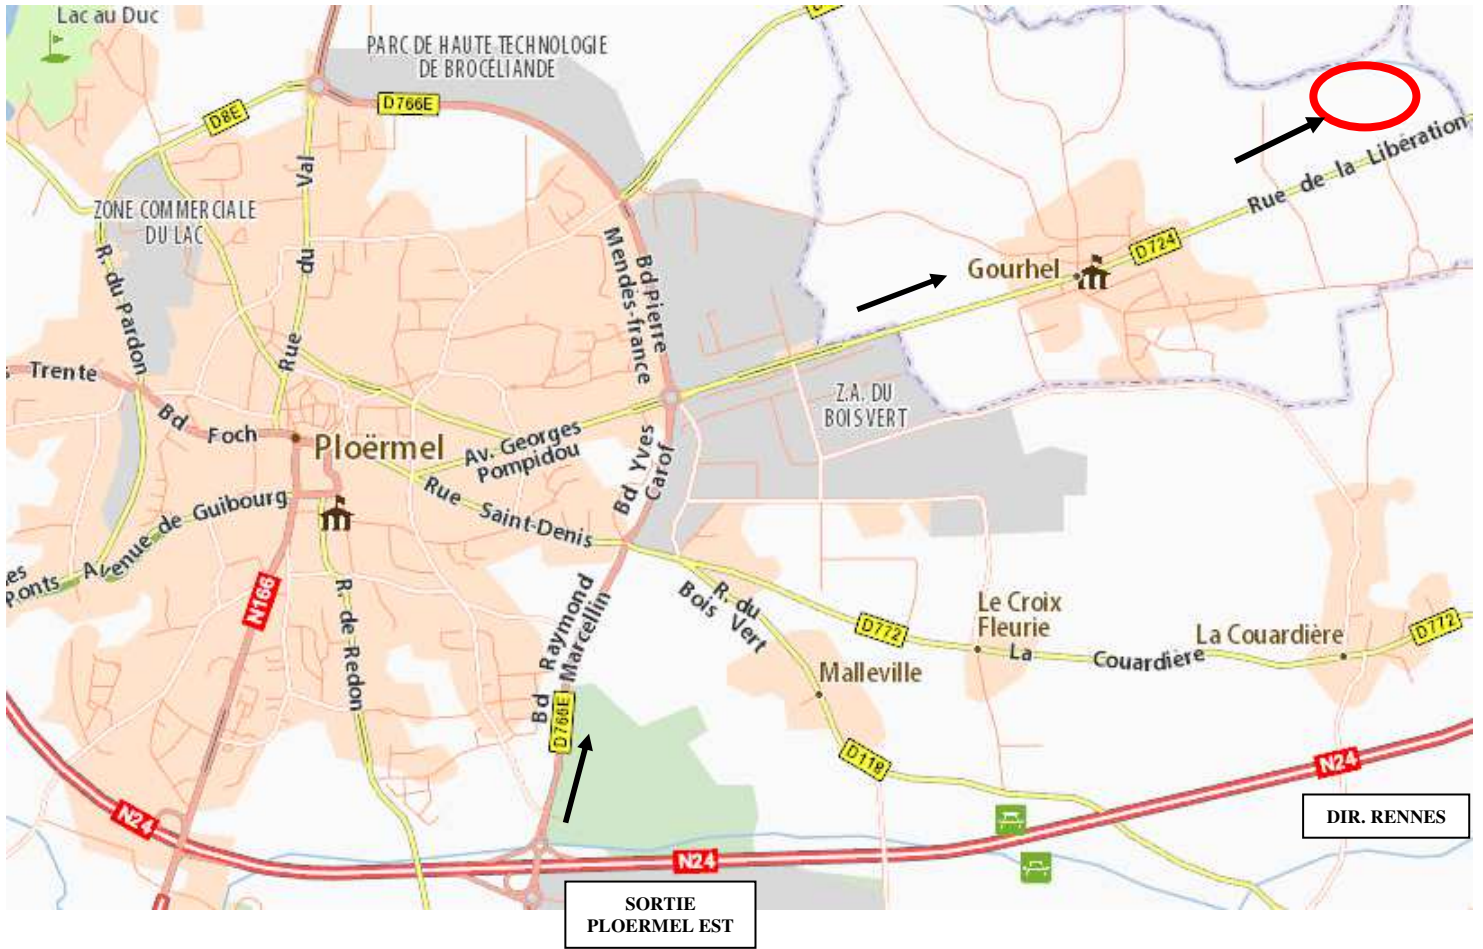 Lac au Duc
PARC DE HAUTE TECHNOLOGIE
DE BROCÉLIANDE
D766E
D8E
Rue du Val
ZONE COMMERCIALE
DU LAC
R. du Pardon
Bd Pierre
Mendes-france
Rue de la Libération
D724
Gourhel
Trente
Bd Foch
Ploërmel
Av. Georges
Pompidou
Z.A. DU
BOIS VERT
Bd Yves
Carof
Rue Saint-Denis
Avenue de Guibourg
Ponts
N166
R. de Redon
Bd Raymond
Marcellin
D766E
R. du
Bois Vert
D772
Le Croix
Fleurie
La Couardière
La Couardière
D772
Malleville
D118
N24
N24
N24
DIR. RENNES
SORTIE
PLOERMEL EST